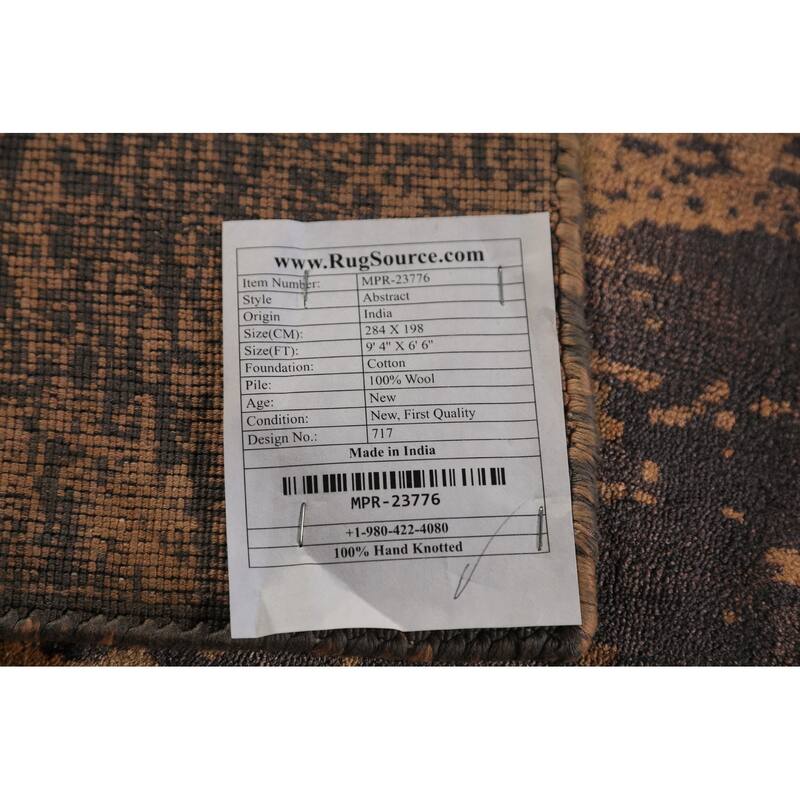 www.RugSource.com
Item Number: MPR-23776
Style Abstract
Origin India
Size(CM): 284 X 198
Size(FT): 9' 4" X 6' 6"
Foundation: Cotton
Pile: 100% Wool
Age: New
Condition: New, First Quality
Design No.: 717
Made in India
MPR-23776
+1-980-422-4080
100% Hand Knotted